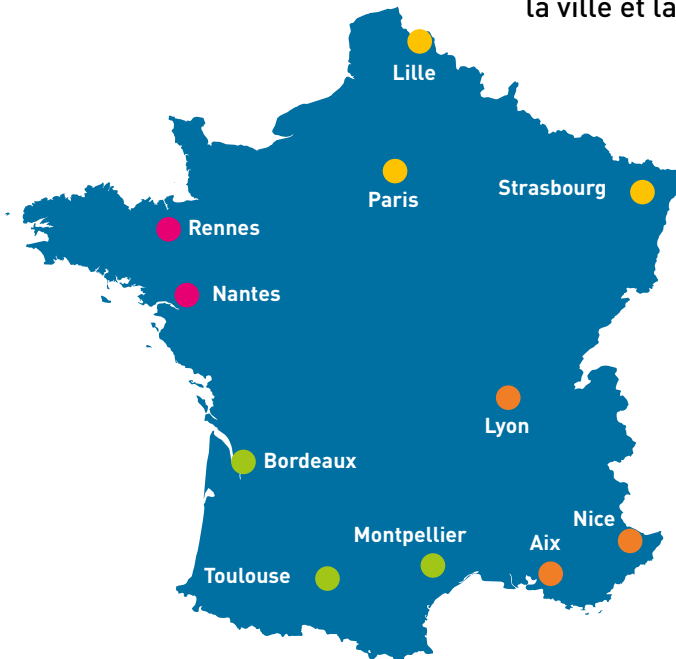 la ville et la
Lille
Paris
Strasbourg
Rennes
Nantes
Lyon
Bordeaux
Nice
Montpellier
Aix
Toulouse